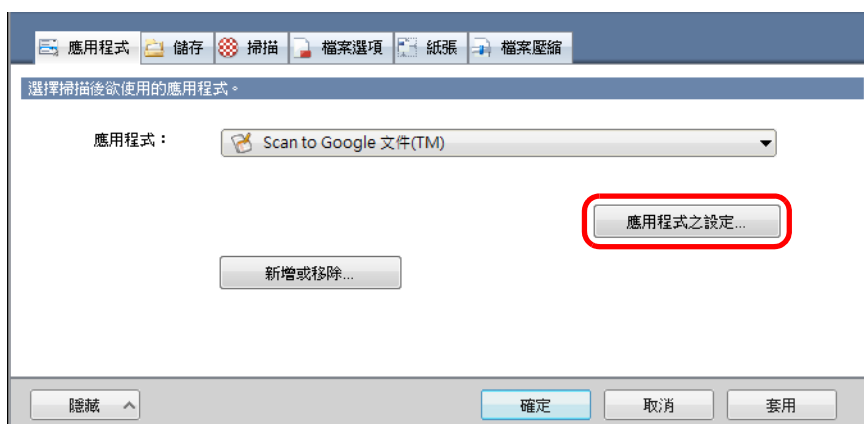 應用程式 儲存 掃描 檔案選項 紙張 檔案壓縮
選擇掃描後欲使用的應用程式。
應用程式： Scan to Google 文件(TM)
應用程式之設定...
新增或移除...
隱藏 確定 取消 套用